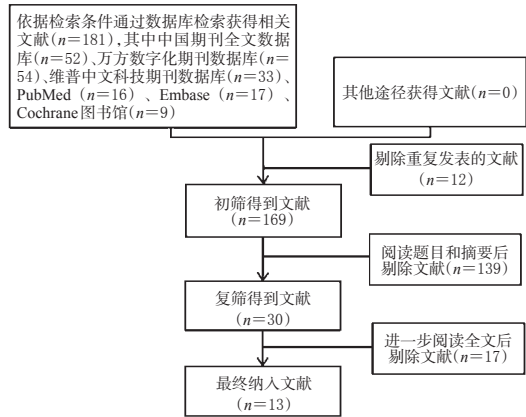 依据检索条件通过数据库检索获得相关
文献(n=181),其中中国期刊全文数据
库(n=52)、万方数字化期刊数据库(n=
54)、维普中文科技期刊数据库(n=33)、
PubMed（n=16）、Embase（n=17）、
Cochrane图书馆(n=9)
其他途径获得文献(n=0)
剔除重复发表的文献
(n=12)
初筛得到文献
(n=169)
阅读题目和摘要后
剔除文献(n=139)
复筛得到文献
(n=30)
进一步阅读全文后
剔除文献(n=17)
最终纳入文献
(n=13)